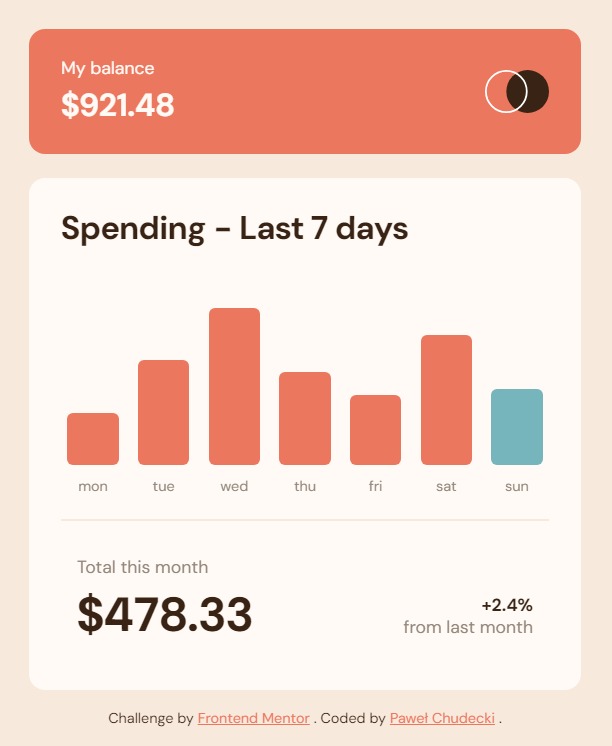 My balance
$921.48
Spending - Last 7 days
mon tue wed thu fri sat sun
Total this month
$478.33
+2.4%
from last month
Challenge by Frontend Mentor . Coded by Paweł Chudecki .